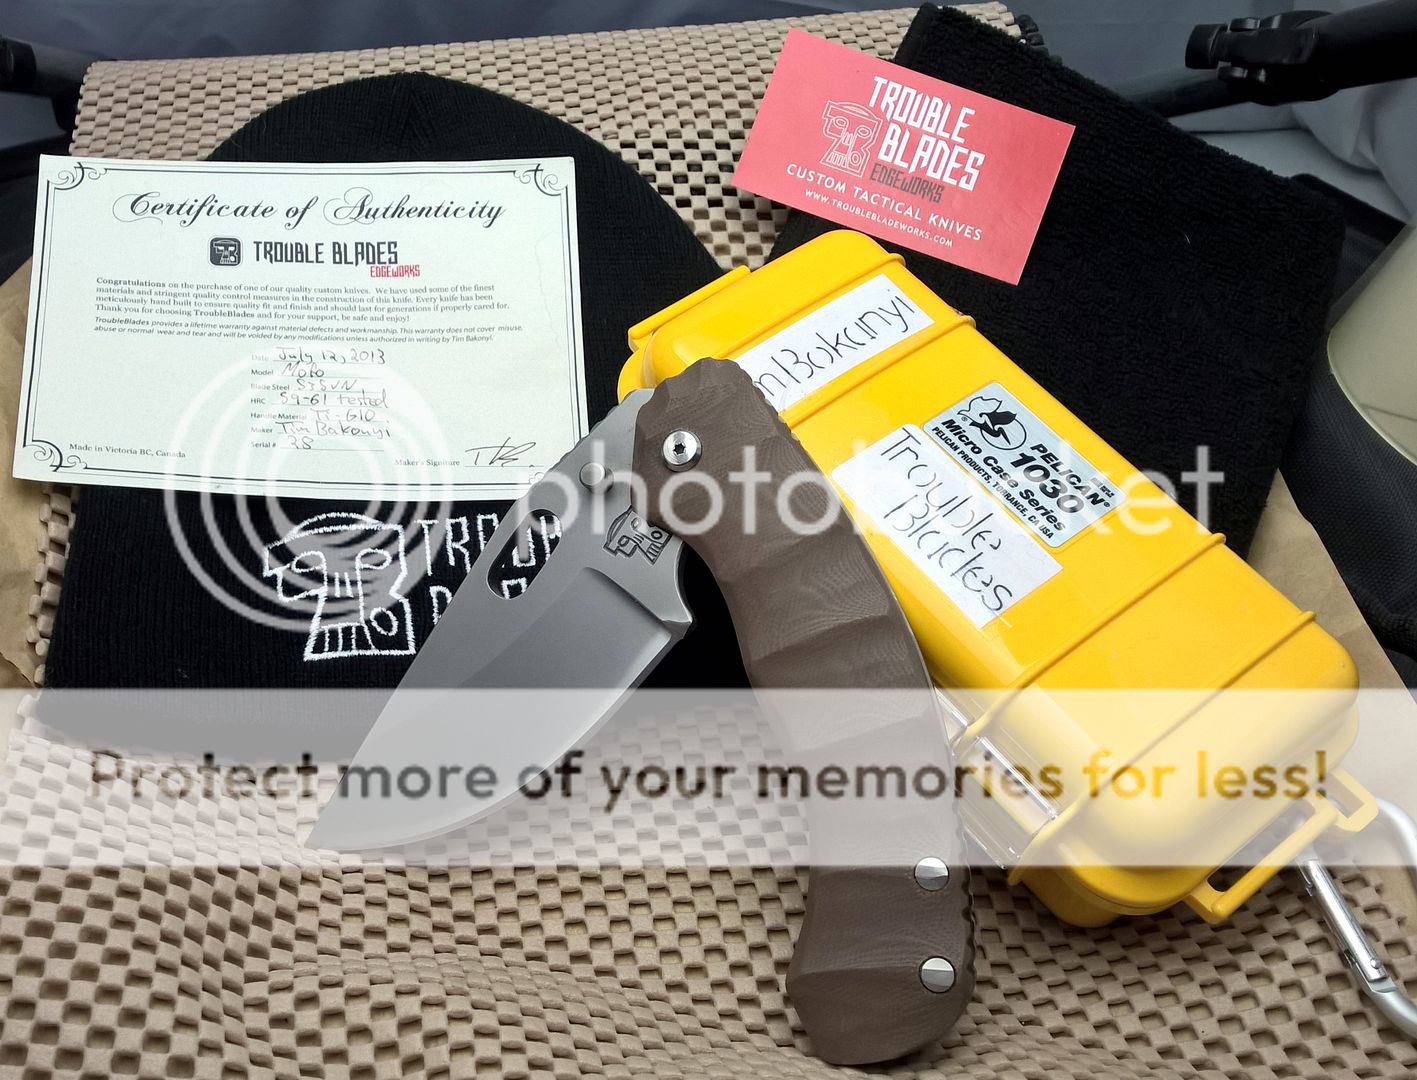 Certificate of Authenticity
TROUBLE BLADES
EDGEWORKS
Congratulations on the purchase of one of our quality custom knives. We have used some of the finest
materials and stringent quality control measures in the construction of this knife. Every knife has been
meticulously hand built to ensure quality fit and finish and should last for generations if properly cared for.
Thank you for choosing TroubleBlades and for your support, be safe and enjoy!
TroubleBlades provides a lifetime warranty against material defects and workmanship. This warranty does not cover misuse,
abuse or normal wear and tear and will be voided by any modifications unless authorized in writing by Tim Bakonyl.
Date July 12, 2013
Model Mofo
Blade Steel S35VN
HRC 59-61 tested
Handle Material Ti-G10
Maker Tim Bakonyi
Serial # 38
Made in Victoria BC, Canada
Maker's Signiture
TROUBLE
BLADES
EDGEWORKS
CUSTOM TACTICAL KNIVES
WWW.TROUBLEBLADEWORKS.COM
m Bakonyi
PELICAN
1030
Micro Case Series
PELICAN PRODUCTS, TORRANCE, CA USA
Trouble
Blades
TRO
photobucket
Protect more of your memories for less!